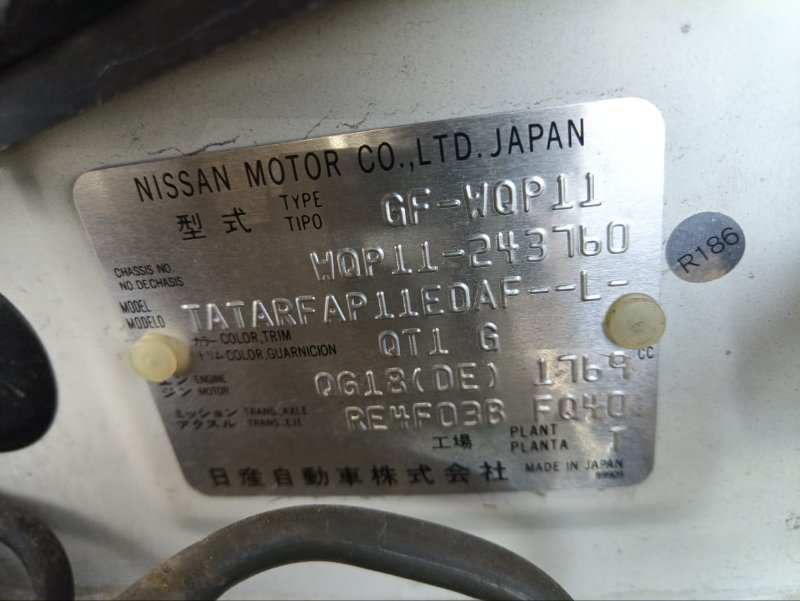 NISSAN MOTOR CO.,LTD. JAPAN
型式 TYPE TIPO GF-WQP11
CHASSIS NO. NO.DE CHASIS WQP11-243760
MODEL MODELO TATARFAP11EDAF--L-
カラー COLOR,TRIM
トリム COLOR,GUARNICION QT1 G
エンジン ENGINE MOTOR QG18(DE) 1769 CC
ミッション TRANS. AXLE
アクスル TRANS. EJE RE4F03B FQ40
工場 PLANT PLANTA T
日産自動車株式会社 MADE IN JAPAN
R186